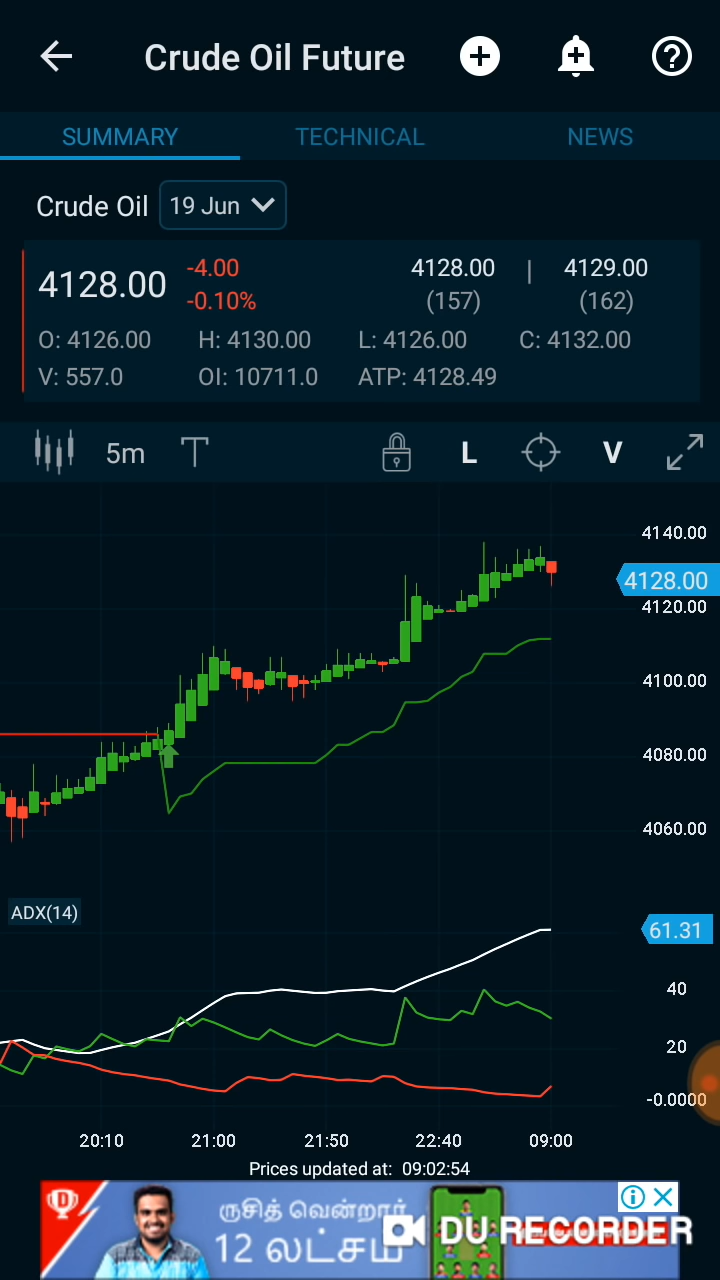 Crude Oil Future
SUMMARY TECHNICAL NEWS
Crude Oil 19 Jun
4128.00 -4.00 4128.00 | 4129.00
-0.10% (157) (162)
O: 4126.00 H: 4130.00 L: 4126.00 C: 4132.00
V: 557.0 OI: 10711.0 ATP: 4128.49
5m T L V
4140.00
4128.00
4120.00
4100.00
4080.00
4060.00
ADX(14)
61.31
40
20
-0.0000
20:10 21:00 21:50 22:40 09:00
Prices updated at: 09:02:54
D
ருசித் வென்றார்
12 லட்சம்
DU RECORDER